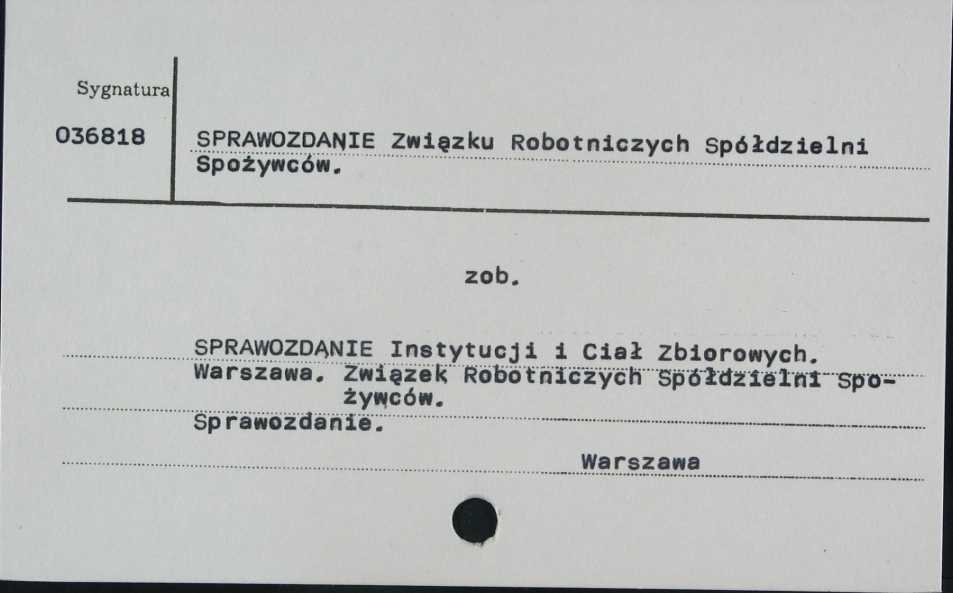 Sygnatura
036818
SPRAWOZDANIE Związku Robotniczych Spółdzielni
Spożywców.
zob.
SPRAWOZDANIE Instytucji i Ciał Zbiorowych.
Warszawa. Związek Robotniczych Spółdzielni Spo-
żywców.
Sprawozdanie.
Warszawa